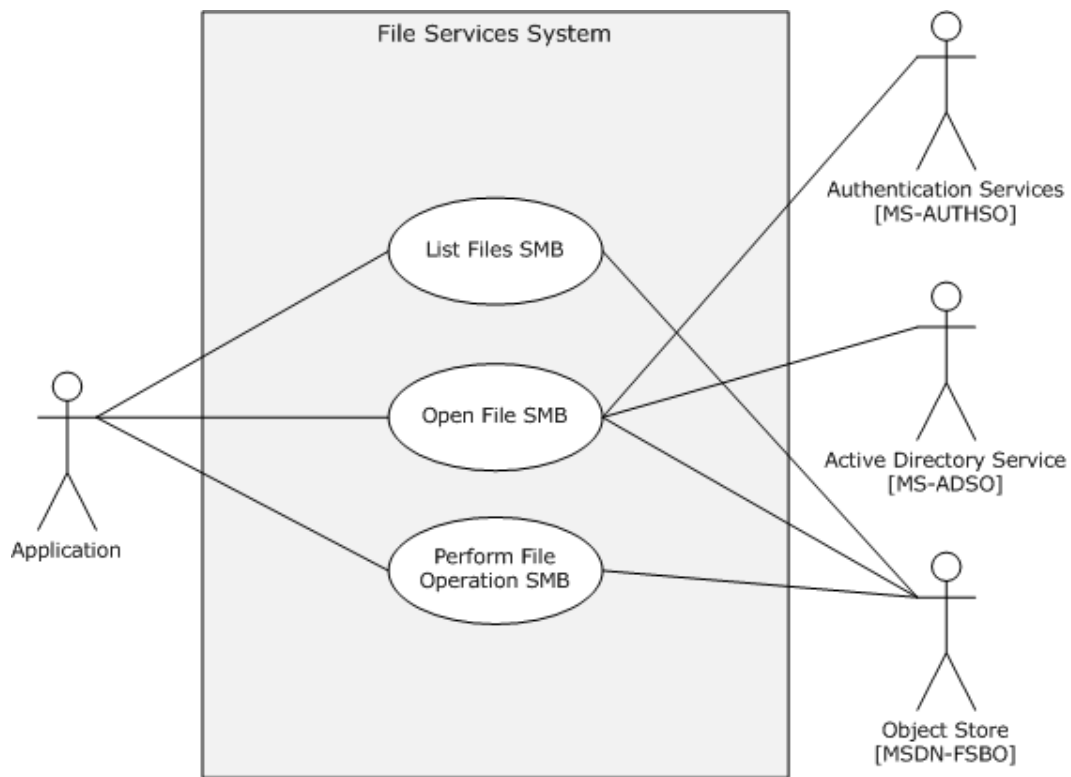 File Services System
Authentication Services
[MS-AUTHSO]
List Files SMB
Open File SMB
Active Directory Service
[MS-ADSO]
Application
Perform File
Operation SMB
Object Store
[MSDN-FSBO]